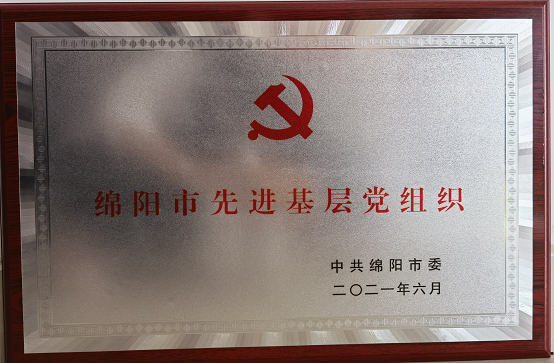 绵阳市先进基层党组织
中共绵阳市委
二〇二一年六月